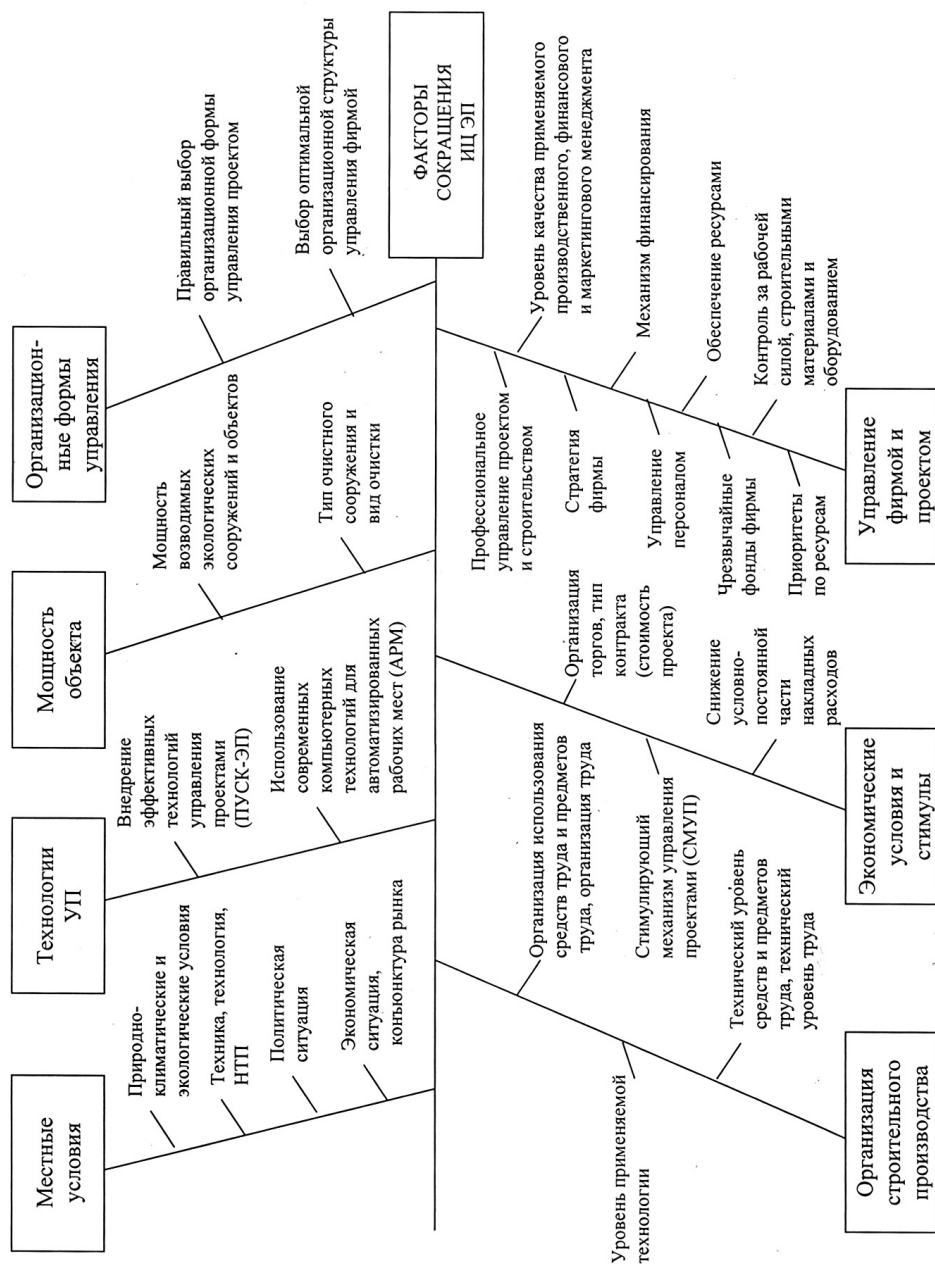 Местные
условия
Природно-
климатические и
экологические условия
Техника, технология,
НТП
Политическая
ситуация
Экономическая
ситуация,
конъюнктура рынка
Технологии
УП
Внедрение
эффективных
технологий
управления
проектами
(ПУСК-ЭП)
Использование
современных
компьютерных
технологий для
автоматизированных
рабочих мест (АРМ)
Мощность
объекта
Мощность
возводимых
экологических
сооружений и объектов
Тип очистного
сооружения и
вид очистки
Организацион-
ные формы
управления
Правильный выбор
организационной формы
управления проектом
Выбор оптимальной
организационной структуры
управления фирмой
ФАКТОРЫ
СОКРАЩЕНИЯ
ИЦ ЭП
Уровень применяемой
технологии
Организация использования
средств труда и предметов
труда, организация труда
Технический уровень
средств и предметов
труда, технический
уровень труда
Организация
строительного
производства
Стимулирующий
механизм управления
проектами (СМУП)
Организация
торгов, тип
контракта
(стоимость
проекта)
Снижение
условно-
постоянной
части
накладных
расходов
Экономические
условия и
стимулы
Профессиональное
управление проектом
и строительством
Стратегия
фирмы
Управление
персоналом
Чрезвычайные
фонды фирмы
Приоритеты
по ресурсам
Уровень качества применяемого
производственного, финансового
и маркетингового менеджмента
Механизм финансирования
Обеспечение ресурсами
Контроль за рабочей
силой, строительными
материалами и
оборудованием
Управление
фирмой и
проектом